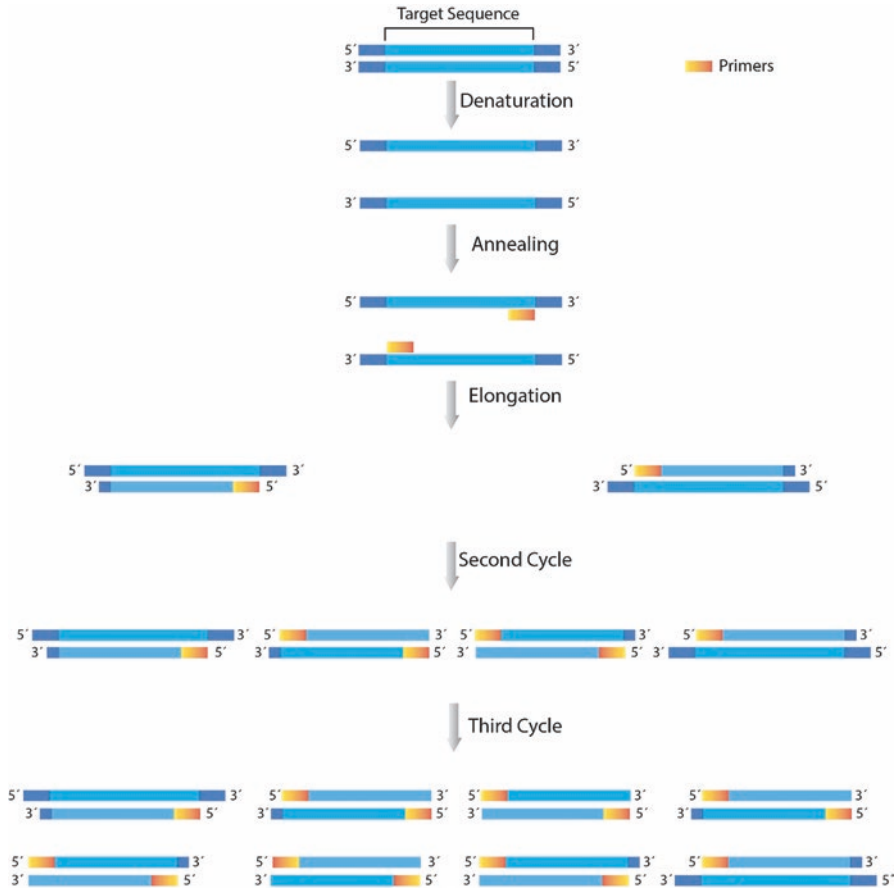 Target Sequence
5´ 3´
3´ 5´
Primers
Denaturation
5´ 3´
3´ 5´
Annealing
5´ 3´
3´ 5´
Elongation
5´ 3´ 5´ 3´
3´ 5´ 3´ 5´
Second Cycle
5´ 3´ 5´ 3´ 5´ 3´ 5´ 3´
3´ 5´ 3´ 5´ 3´ 5´ 3´ 5´
Third Cycle
5´ 3´ 5´ 3´ 5´ 3´ 5´ 3´
3´ 5´ 3´ 5´ 3´ 5´ 3´ 5´
5´ 3´ 5´ 3´ 5´ 3´ 5´ 3´
3´ 5´ 3´ 5´ 3´ 5´ 3´ 5´